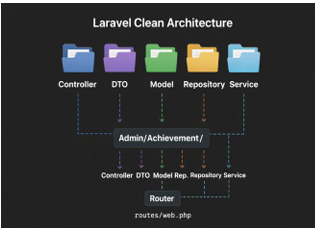 Laravel Clean Architecture
Controller DTO Model Repository Service
Admin/Achievement/
Controller DTO Model Rep. Repository Service
Router
routes/web.php